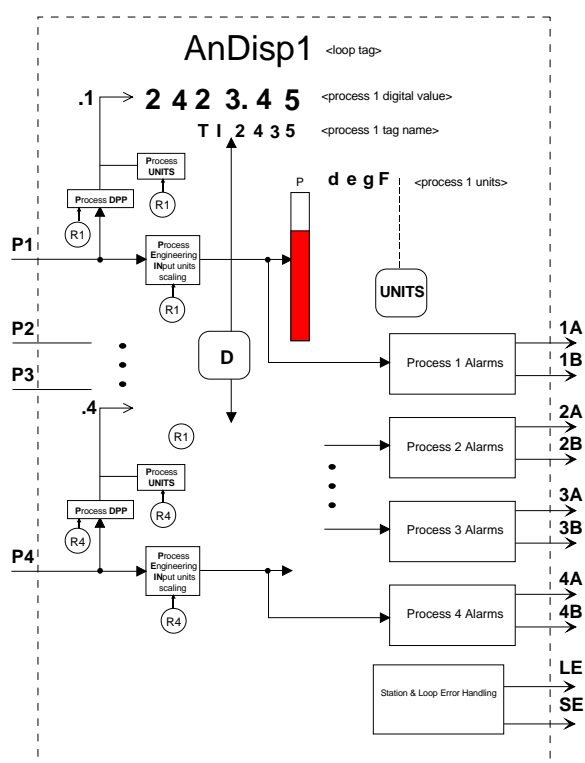 AnDisp1 <loop tag>
.1 2 4 2 3 . 4 5 <process 1 digital value>
T I 2 4 3 5 <process 1 tag name>
P d e g F <process 1 units>
Process
UNITS
Process DPP
R1
R1
P1
Process
Engineering
INput units
scaling
R1
UNITS
P2
D
Process 1 Alarms
1A
1B
P3
.4
R1
Process 2 Alarms
2A
2B
Process
UNITS
Process DPP
R4
R4
Process 3 Alarms
3A
3B
P4
Process
Engineering
INput units
scaling
R4
Process 4 Alarms
4A
4B
Station & Loop Error Handling
LE
SE